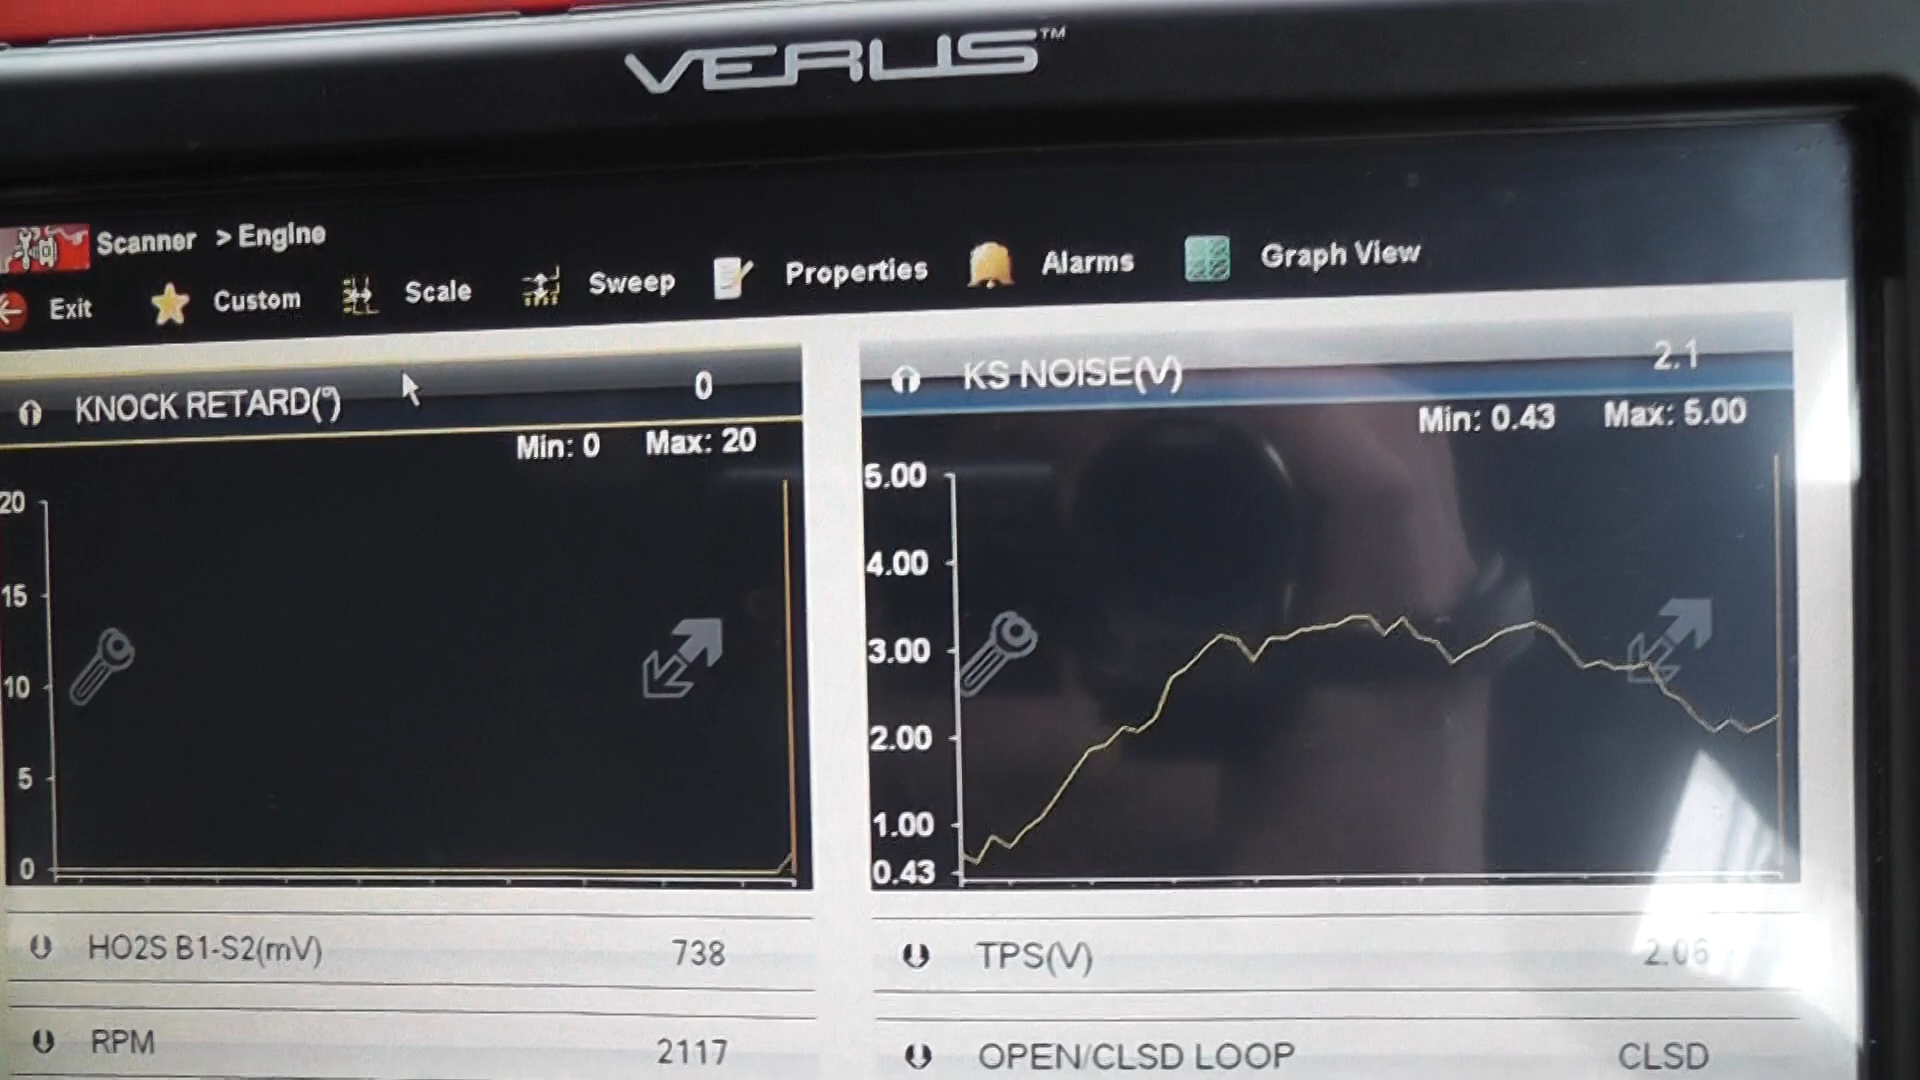 VERUS™
Scanner > Engine
Exit Custom Scale Sweep Properties Alarms Graph View
KNOCK RETARD(º) 0
Min: 0 Max: 20
20
15
10
5
0
KS NOISE(V) 2.1
Min: 0.43 Max: 5.00
5.00
4.00
3.00
2.00
1.00
0.43
HO2S B1-S2(mV) 738
TPS(V) 2.06
RPM 2117
OPEN/CLSD LOOP CLSD